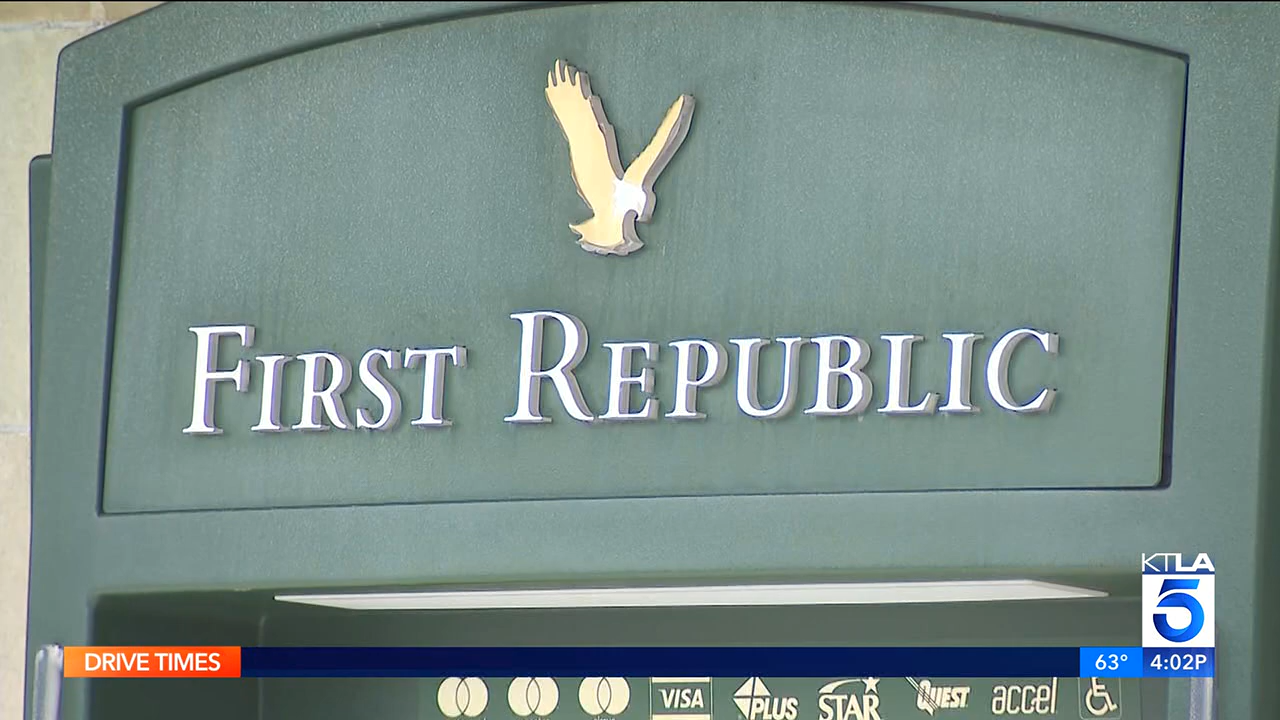 FIRST REPUBLIC
KTLA
5
DRIVE TIMES
63° 4:02P
VISA PLUS STAR QUEST accel